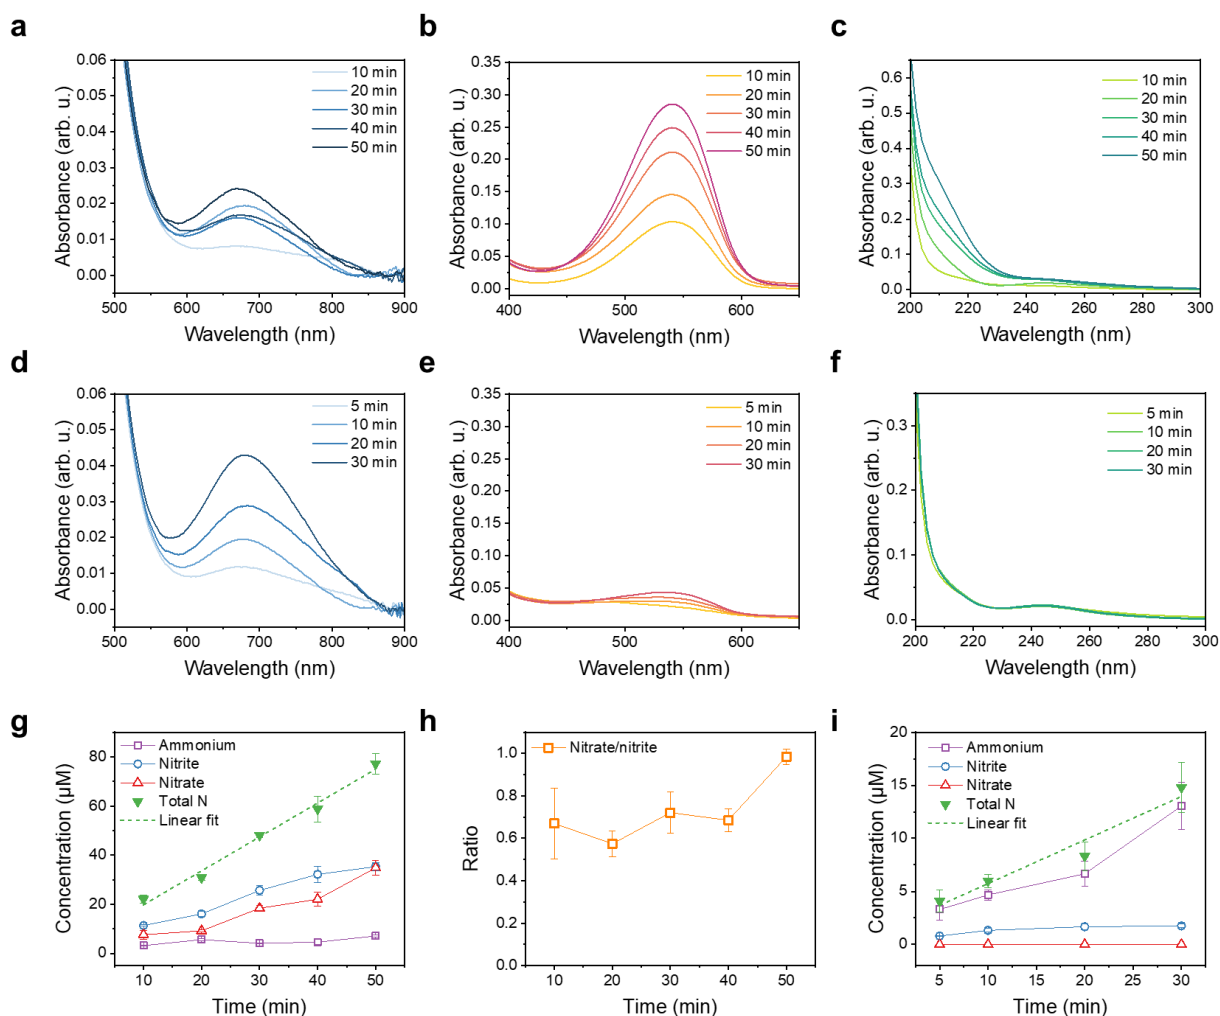 a
0.06
0.05
0.04
0.03
0.02
0.01
0.00
Absorbance (arb. u.)
10 min
20 min
30 min
40 min
50 min
500 600 700 800 900
Wavelength (nm)
b
0.35
0.30
0.25
0.20
0.15
0.10
0.05
0.00
Absorbance (arb. u.)
10 min
20 min
30 min
40 min
50 min
400 500 600
Wavelength (nm)
c
0.6
0.5
0.4
0.3
0.2
0.1
0.0
Absorbance (arb. u.)
10 min
20 min
30 min
40 min
50 min
200 220 240 260 280 300
Wavelength (nm)
d
0.06
0.05
0.04
0.03
0.02
0.01
0.00
Absorbance (arb. u.)
5 min
10 min
20 min
30 min
500 600 700 800 900
Wavelength (nm)
e
0.35
0.30
0.25
0.20
0.15
0.10
0.05
0.00
Absorbance (arb. u.)
5 min
10 min
20 min
30 min
400 500 600
Wavelength (nm)
f
0.3
0.2
0.1
0.0
Absorbance (arb. u.)
5 min
10 min
20 min
30 min
200 220 240 260 280 300
Wavelength (nm)
g
80
60
40
20
0
Concentration (μM)
Ammonium
Nitrite
Nitrate
Total N
Linear fit
10 20 30 40 50
Time (min)
h
1.0
0.8
0.6
0.4
0.2
0.0
Ratio
Nitrate/nitrite
10 20 30 40 50
Time (min)
i
20
15
10
5
0
Concentration (μM)
Ammonium
Nitrite
Nitrate
Total N
Linear fit
5 10 15 20 25 30
Time (min)